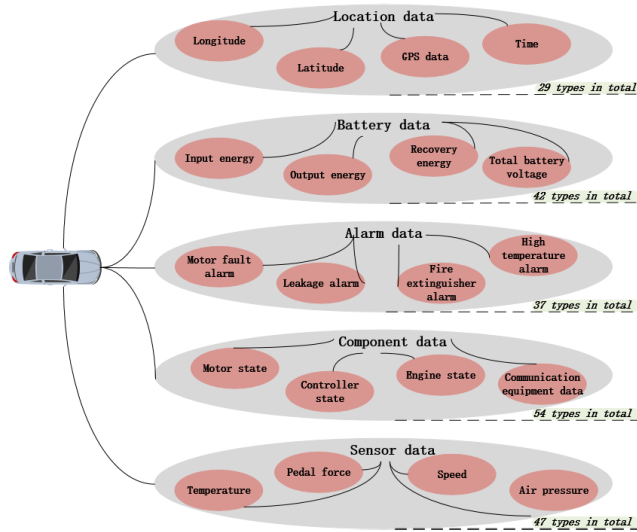 Location data
Longitude
Latitude
GPS data
Time
29 types in total
Battery data
Input energy
Output energy
Recovery
energy
Total battery
voltage
42 types in total
Alarm data
Motor fault
alarm
Leakage alarm
Fire
extinguisher
alarm
High
temperature
alarm
37 types in total
Component data
Motor state
Controller
state
Engine state
Communication
equipment data
54 types in total
Sensor data
Temperature
Pedal force
Speed
Air pressure
47 types in total